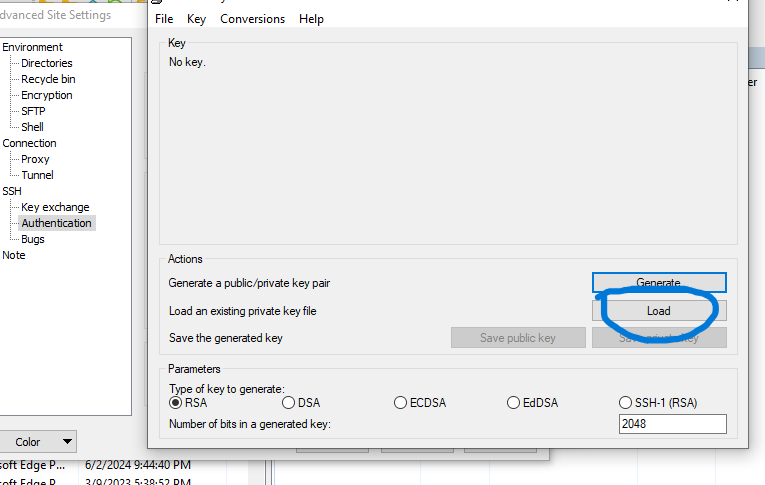 dvanced Site Settings
File Key Conversions Help
Environment
Directories
Recycle bin
Encryption
SFTP
Shell
Connection
Proxy
Tunnel
SSH
Key exchange
Authentication
Bugs
Note
Color
Key
No key.
er
Actions
Generate a public/private key pair
Generate
Load an existing private key file
Load
Save the generated key
Save public key
Save private key
Parameters
Type of key to generate:
RSA DSA ECDSA EdDSA SSH-1 (RSA)
Number of bits in a generated key:
2048
soft Edge P... 6/2/2024 9:44:40 PM
soft Edge P... 3/9/2023 5:38:52 PM